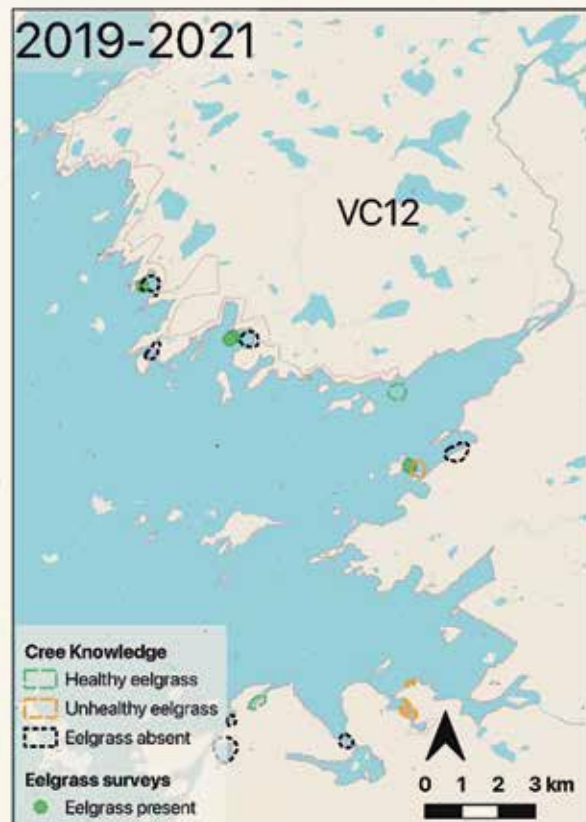 2019-2021
VC12
Cree Knowledge
Healthy eelgrass
Unhealthy eelgrass
Eelgrass absent
Eelgrass surveys
Eelgrass present
0 1 2 3 km